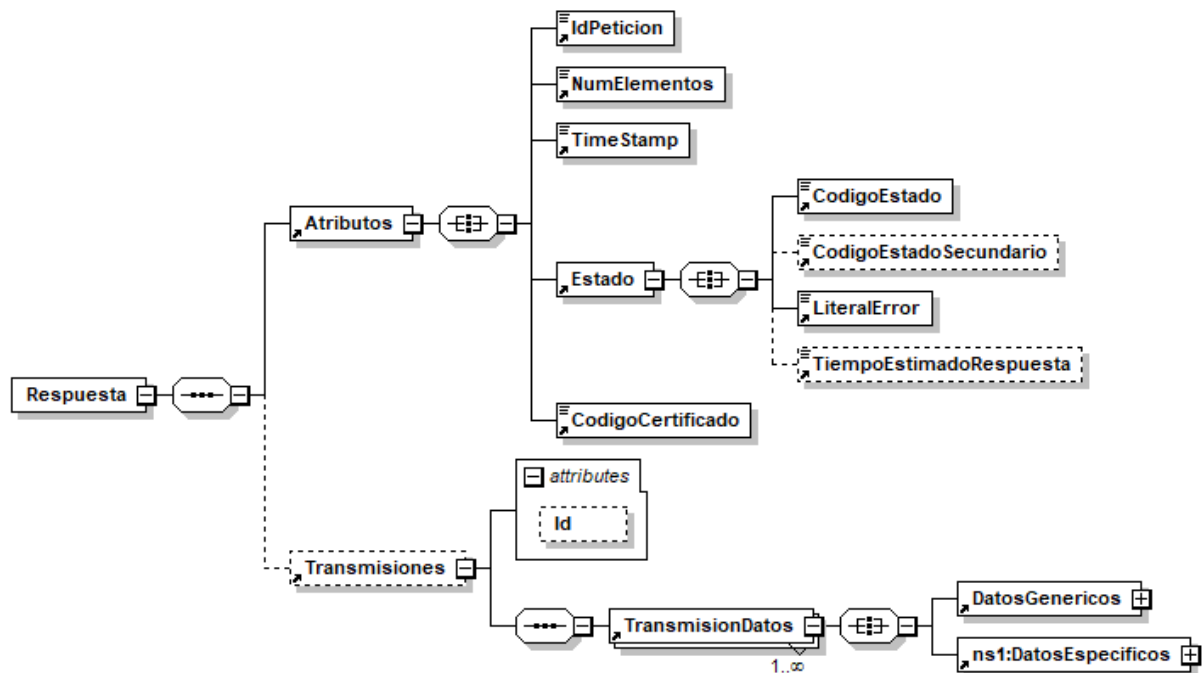 IdPeticion
NumElementos
TimeStamp
CodigoEstado
Atributos
CodigoEstadoSecundario
Estado
LiteralError
TiempoEstimadoRespuesta
Respuesta
CodigoCertificado
attributes
Id
Transmisiones
DatosGenericos
TransmisionDatos
ns1:DatosEspecificos
1..∞